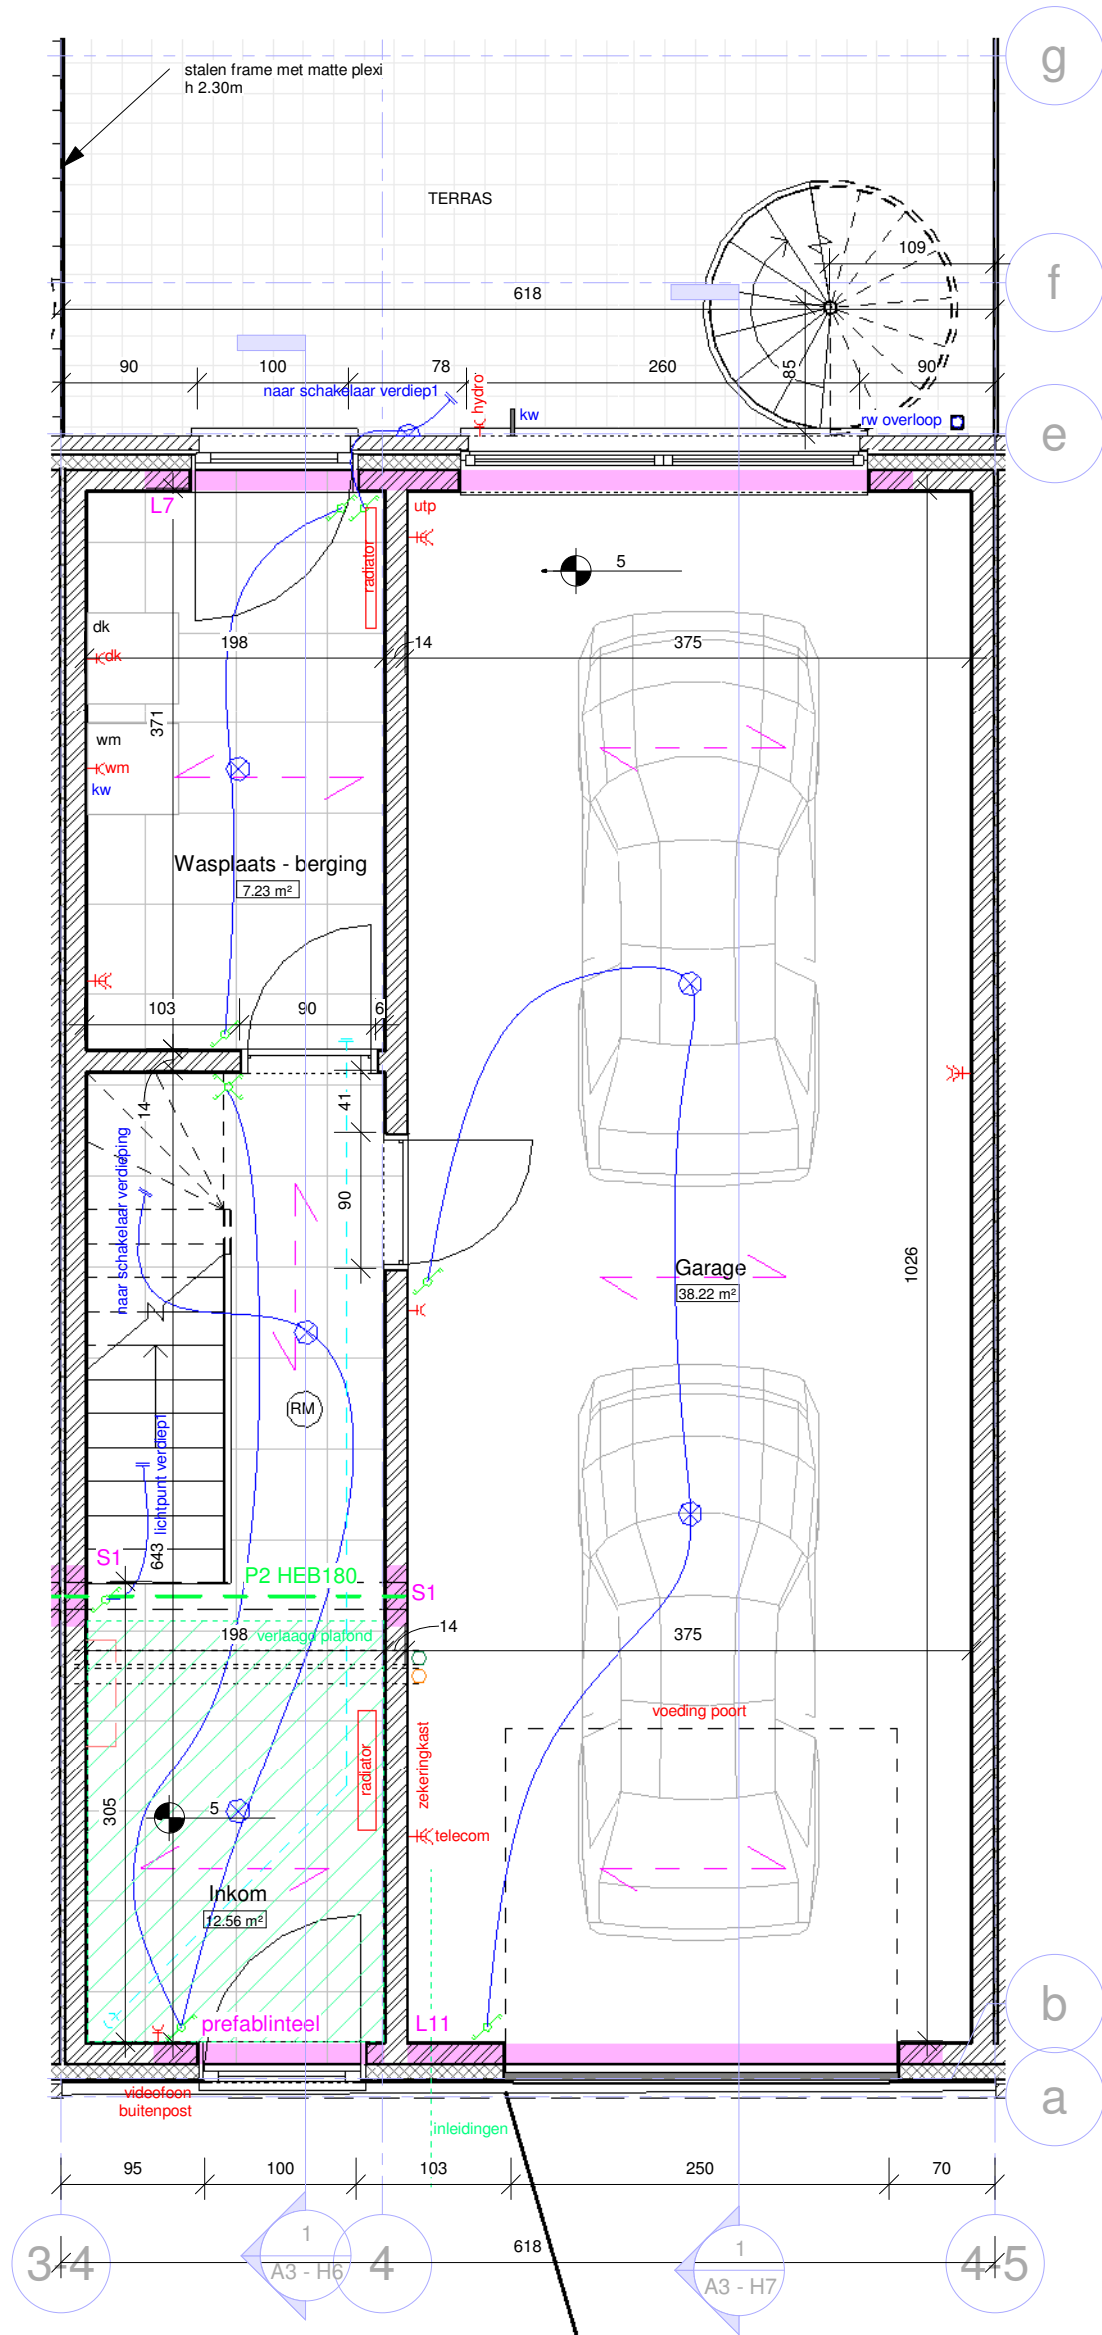 g
stalen frame met matte plexi
h 2.30m
TERRAS
109
f
618
90
100
78
260
85
90
naar schakelaar verdiep1
hydro
kw
rw overloop
e
L7
utp
radiator
5
dk
dk
198
14
375
371
wm
wm
kw
Wasplaats - berging
7.23 m²
103
90
6
14
41
naar schakelaar verdieping
90
Garage
38.22 m²
1026
RM
lichtpunt verdiep1
643
S1
P2 HEB180
S1
198
verlaagd plafond
14
375
voeding poort
radiator
zekeringkast
305
5
telecom
Inkom
12.56 m²
prefablinteel
L11
b
a
videofoon
buitenpost
inleidingen
95
100
103
250
70
618
3-4
1
A3 - H6
4
1
A3 - H7
4-5